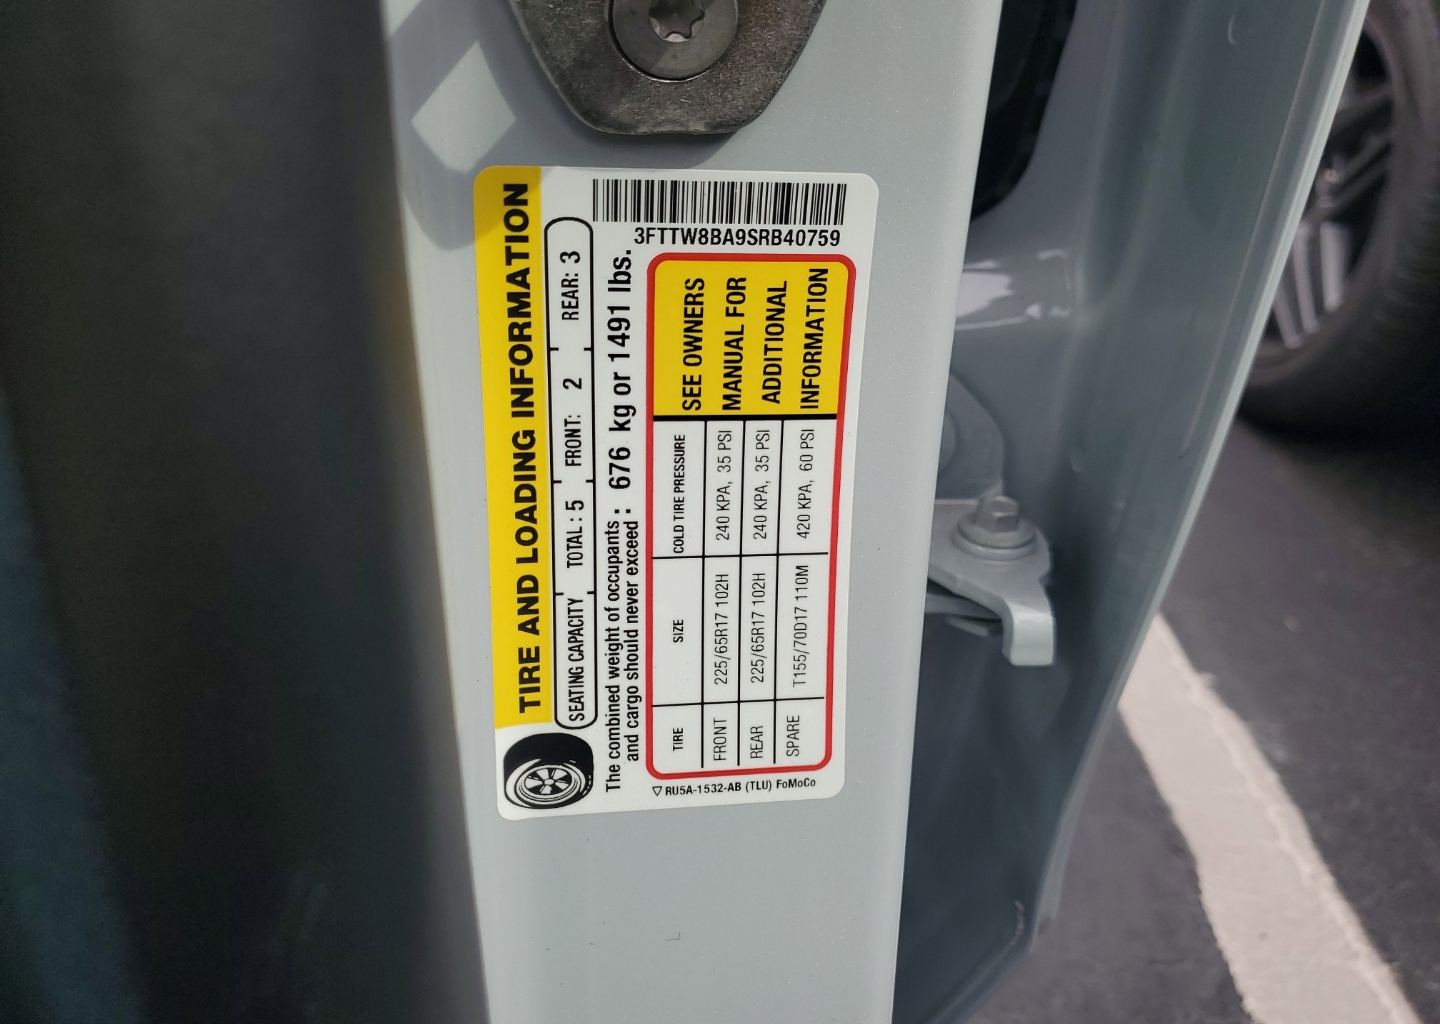 3FTTW8BA9SRB40759
TIRE AND LOADING INFORMATION
SEATING CAPACITY TOTAL: 5 FRONT: 2 REAR: 3
The combined weight of occupants
and cargo should never exceed : 676 kg or 1491 lbs.
TIRE SIZE COLD TIRE PRESSURE
FRONT 225/65R17 102H 240 KPA, 35 PSI
REAR 225/65R17 102H 240 KPA, 35 PSI
SPARE T155/70D17 110M 420 KPA, 60 PSI
SEE OWNERS
MANUAL FOR
ADDITIONAL
INFORMATION
RU5A-1532-AB (TLU) FoMoCo